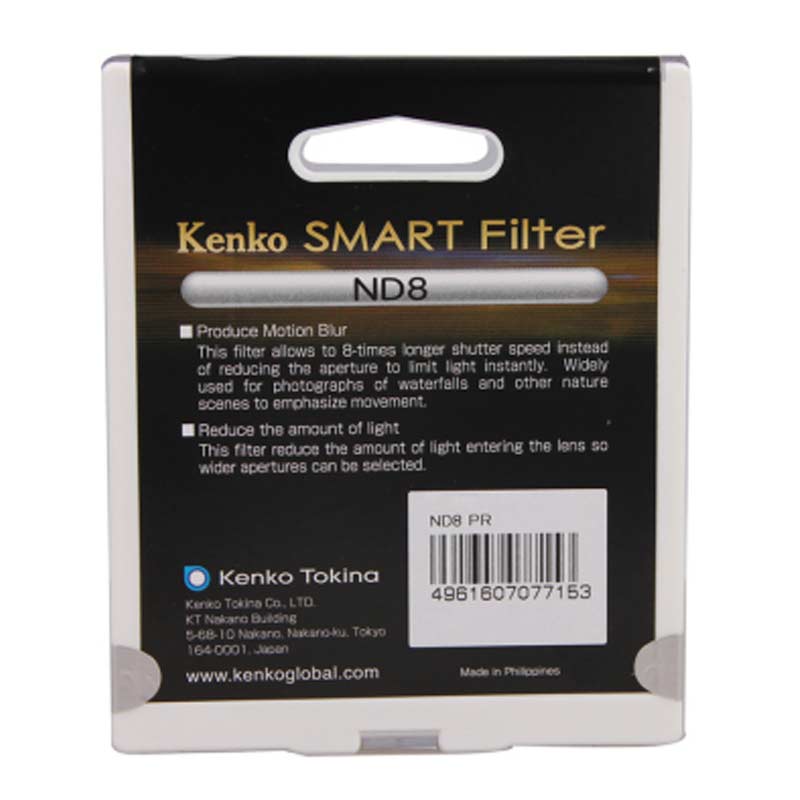 Kenko SMART Filter
ND8
Produce Motion Blur
This filter allows to 8-times longer shutter speed instead
of reducing the aperture to limit light instantly. Widely
used for photographs of waterfalls and other nature
scenes to emphasize movement.
Reduce the amount of light
This filter reduce the amount of light entering the lens so
wider apertures can be selected.
ND8 PR
4961607077153
Kenko Tokina
Kenko Tokina Co., LTD.
KT Nakano Building
5-68-10 Nakano, Nakano-ku, Tokyo
164-0001, Japan
www.kenkoglobal.com
Made in Philippines